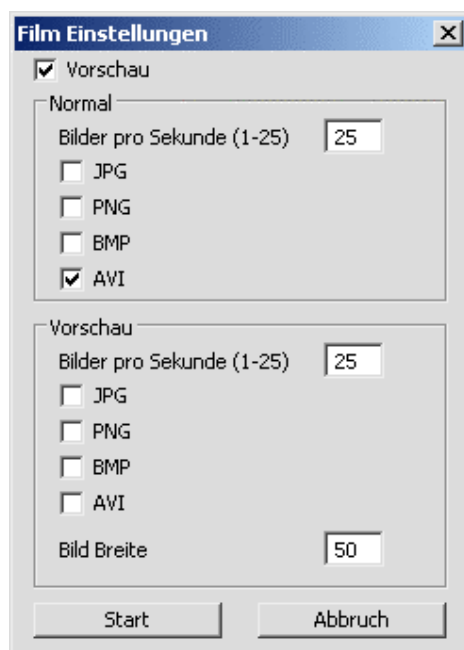 Film Einstellungen
Vorschau
Normal
Bilder pro Sekunde (1-25) 25
JPG
PNG
BMP
AVI
Vorschau
Bilder pro Sekunde (1-25) 25
JPG
PNG
BMP
AVI
Bild Breite 50
Start Abbruch